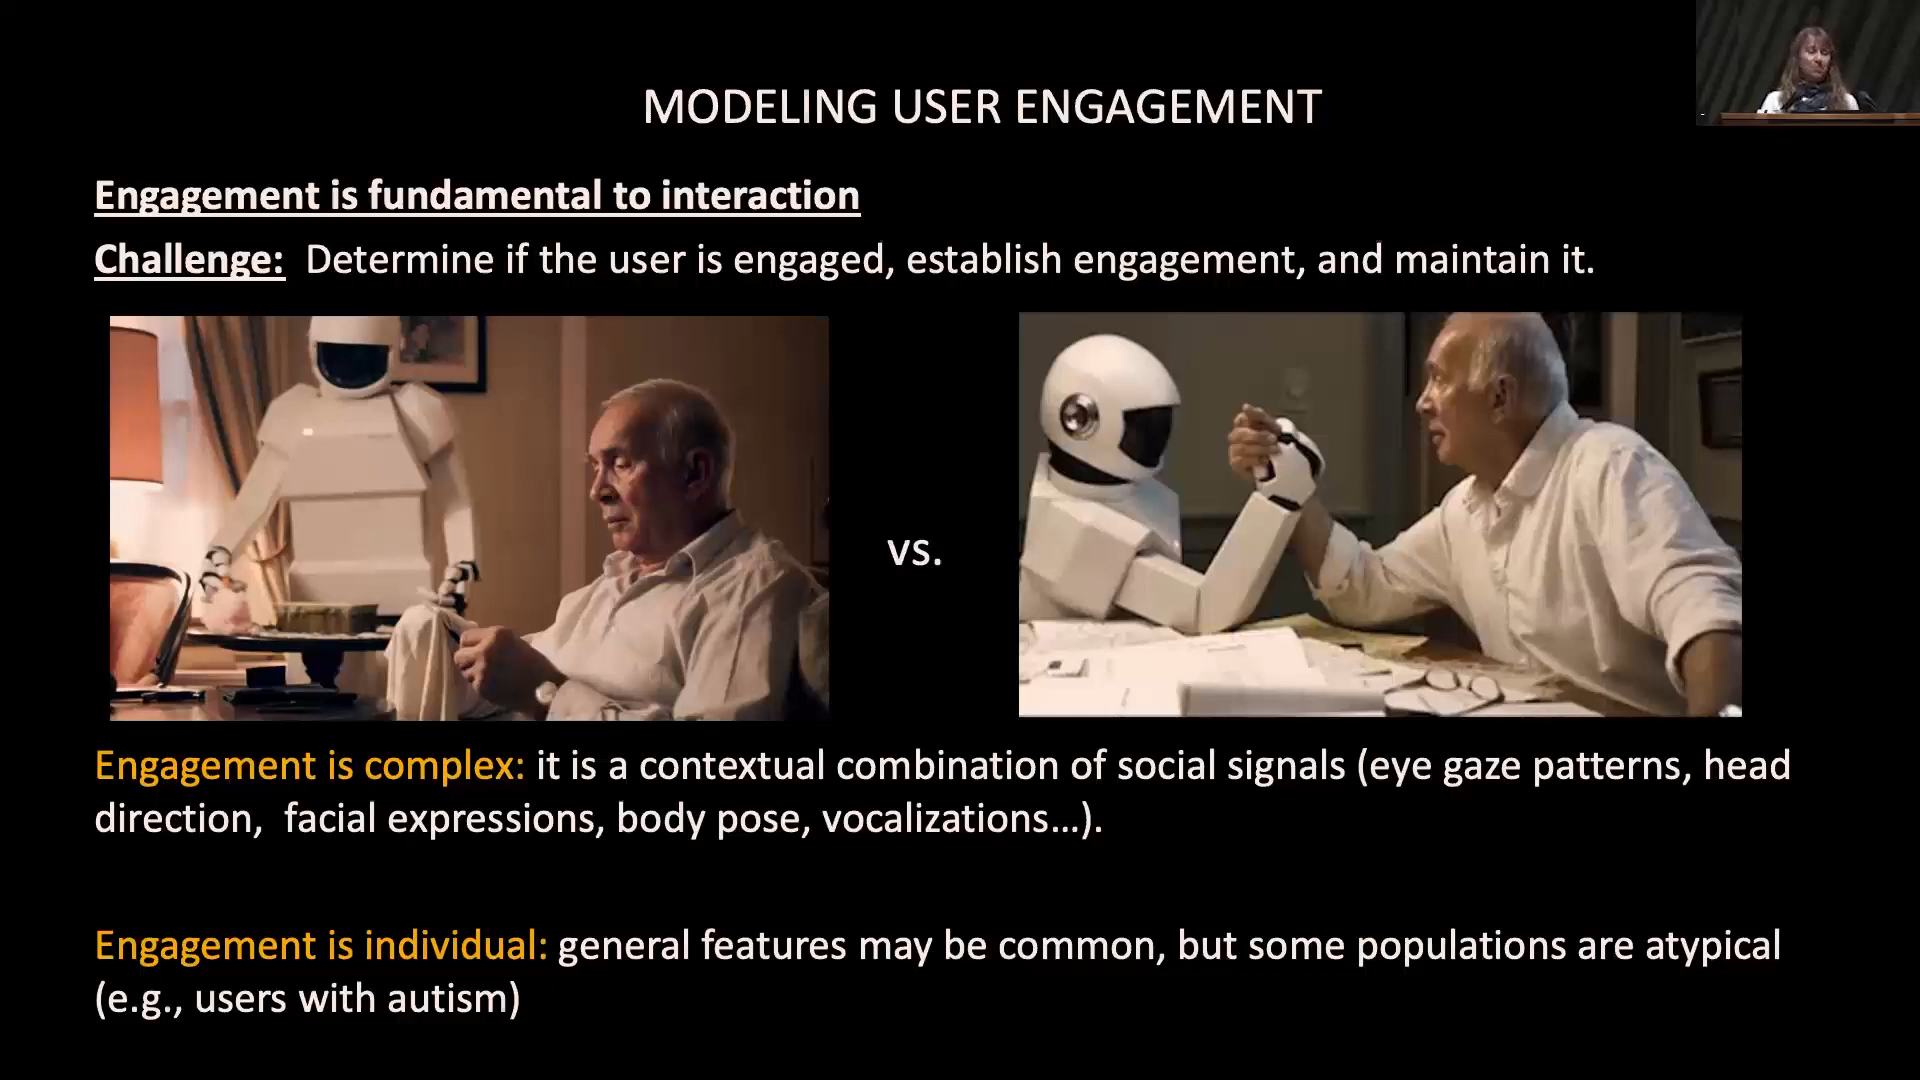 MODELING USER ENGAGEMENT
Engagement is fundamental to interaction
Challenge: Determine if the user is engaged, establish engagement, and maintain it.
vs.
Engagement is complex: it is a contextual combination of social signals (eye gaze patterns, head
direction, facial expressions, body pose, vocalizations...).
Engagement is individual: general features may be common, but some populations are atypical
(e.g., users with autism)